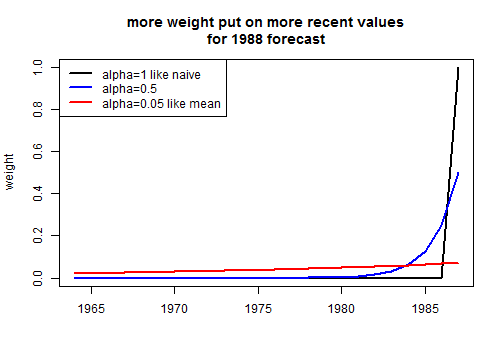 more weight put on more recent values
for 1988 forecast
alpha=1 like naive
alpha=0.5
alpha=0.05 like mean
weight
1.0
0.8
0.6
0.4
0.2
0.0
1965 1970 1975 1980 1985